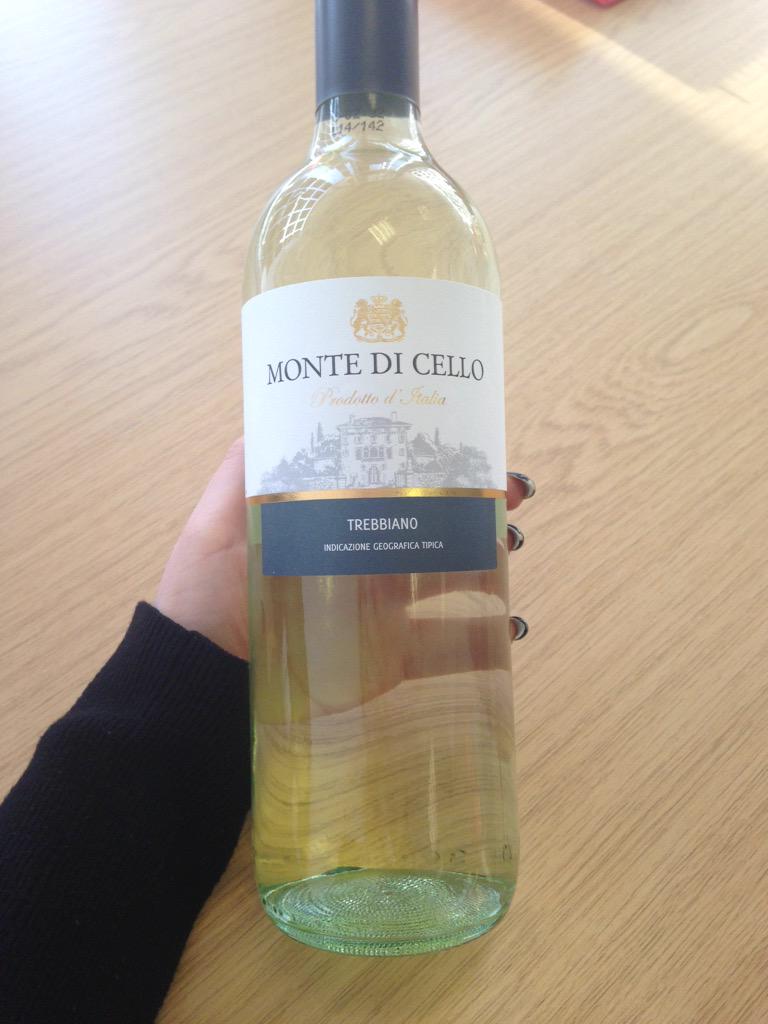 14/142
MONTE DI CELLO
Prodotto d'Italia
TREBBIANO
INDICAZIONE GEOGRAFICA TIPICA